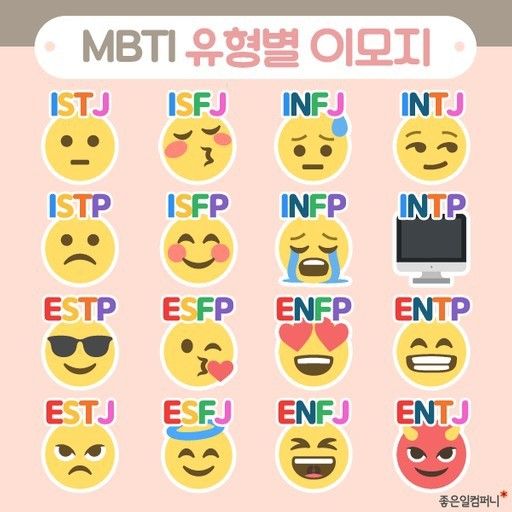 MBTI 유형별 이모지
ISTJ ISFJ INFJ INTJ
ISTP ISFP INFP INTP
ESTP ESFP ENFP ENTP
ESTJ ESFJ ENFJ ENTJ
좋은일컴퍼니*